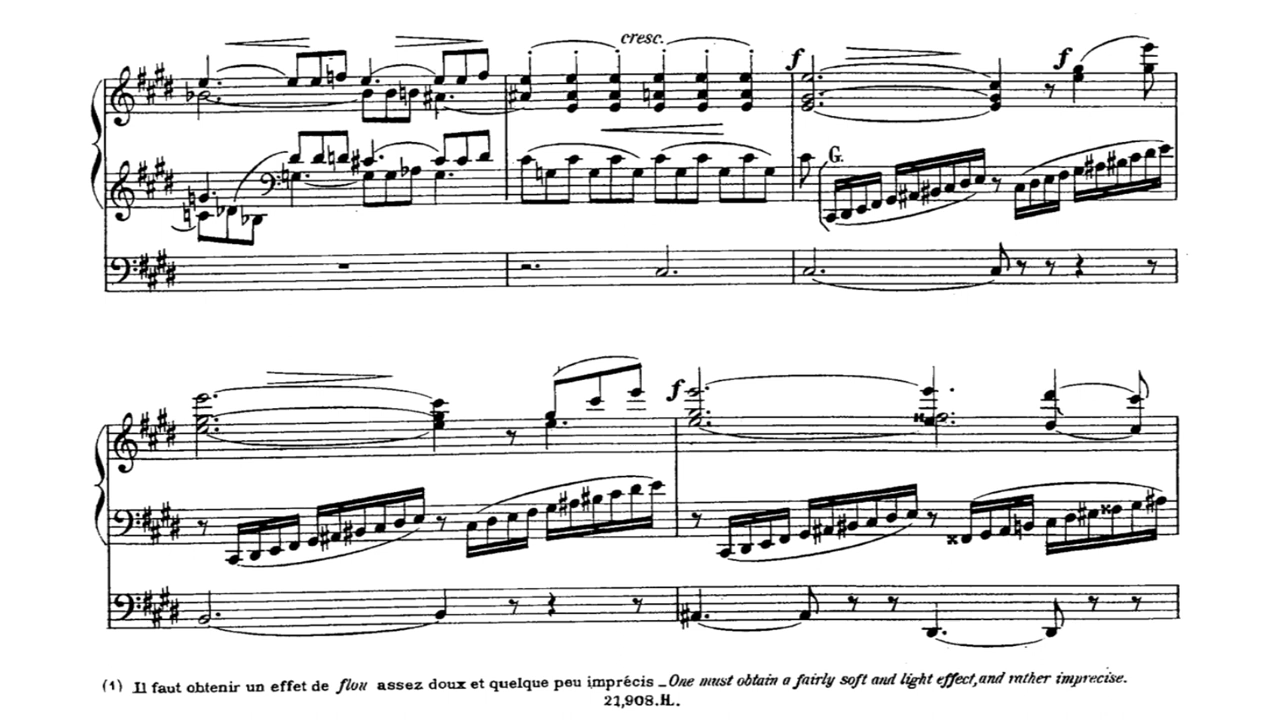 cresc.
f
f
G.
f
(1) Il faut obtenir un effet de flou assez doux et quelque peu imprécis _ One must obtain a fairly soft and light effect, and rather imprecise.
21,908. H.